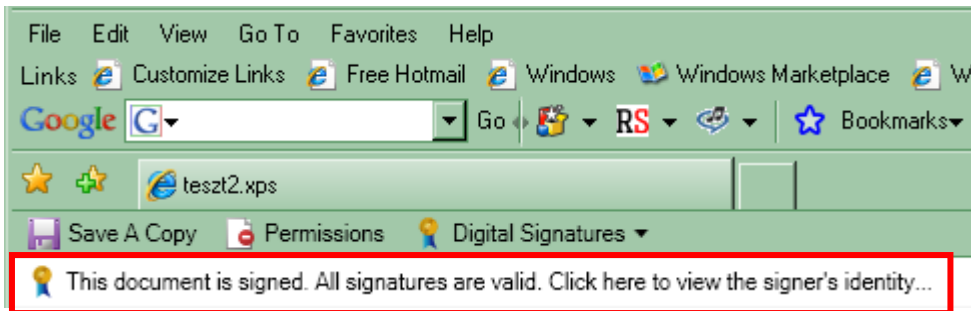 File Edit View Go To Favorites Help
Links Customize Links Free Hotmail Windows Windows Marketplace W
Google G Go RS Bookmarks
teszt2.xps
Save A Copy Permissions Digital Signatures
This document is signed. All signatures are valid. Click here to view the signer's identity...